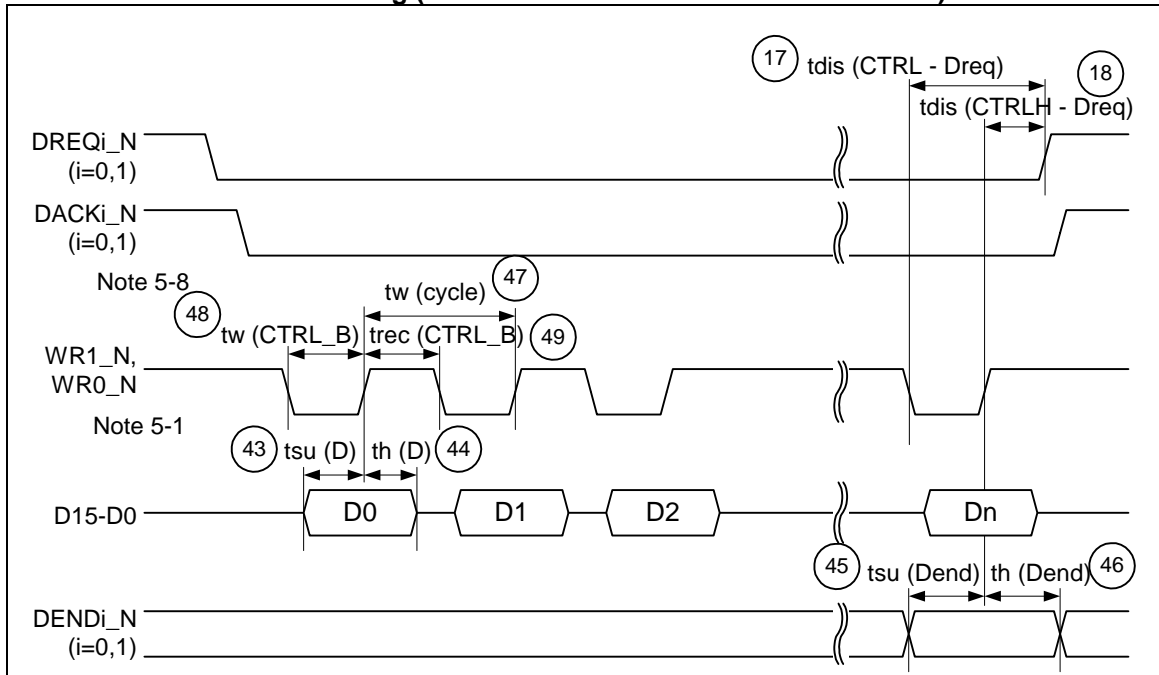 g (
)
17 tdis (CTRL - Dreq) 18
tdis (CTRLH - Dreq)
DREQi_N
(i=0,1)
DACKi_N
(i=0,1)
Note 5-8
47
tw (cycle)
48
tw (CTRL_B) trec (CTRL_B) 49
WR1_N,
WR0_N
Note 5-1
43 tsu (D) th (D) 44
D15-D0 D0 D1 D2 Dn
45 tsu (Dend) th (Dend) 46
DENDi_N
(i=0,1)